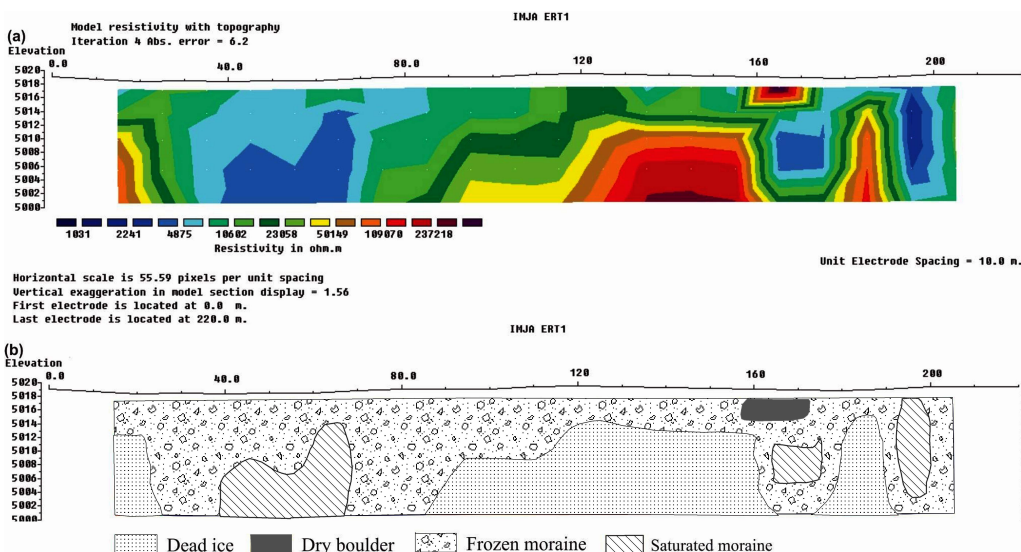 IMJA ERT1
Model resistivity with topography
(a)
Iteration 4 Abs. error = 6.2
Elevation
0.0 40.0 80.0 120 160 200
5020
5018
5014
5012
5010
5006
5004
5002
5000
1031 2241 4875 10602 23058 50149 109070 237218
Resistivity in ohm.m
Unit Electrode Spacing = 10.0 m.
Horizontal scale is 55.59 pixels per unit spacing
Vertical exaggeration in model section display = 1.56
First electrode is located at 0.0 m.
Last electrode is located at 220.0 m.
IMJA ERT1
(b)
Elevation
0.0 40.0 80.0 120 160 200
5020
5018
5014
5012
5010
5006
5004
5002
5000
Dead ice Dry boulder Frozen moraine Saturated moraine